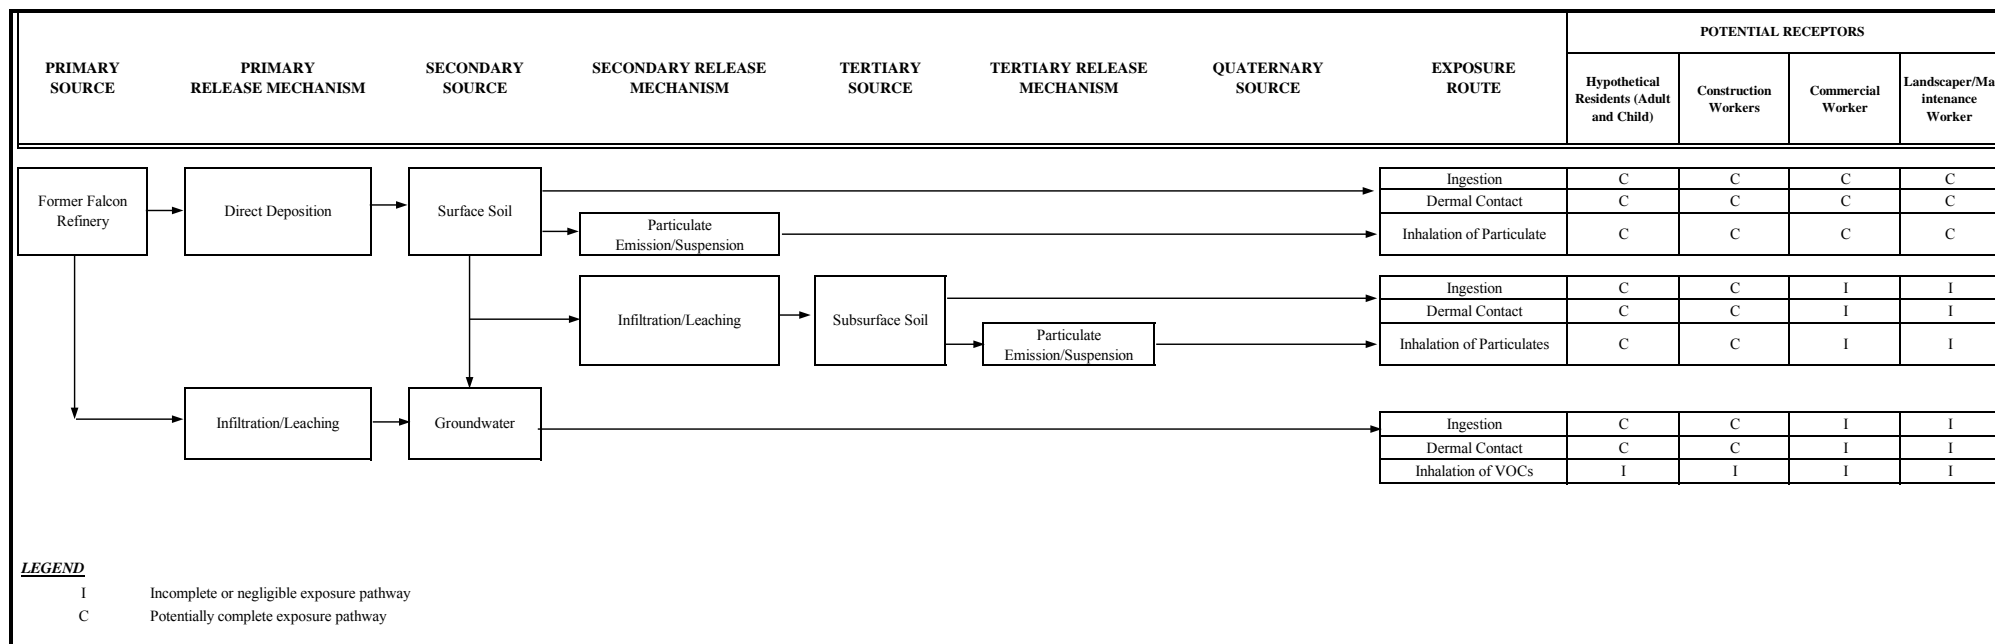 POTENTIAL RECEPTORS
PRIMARY
SOURCE
PRIMARY
RELEASE MECHANISM
SECONDARY
SOURCE
SECONDARY RELEASE
MECHANISM
TERTIARY
SOURCE
TERTIARY RELEASE
MECHANISM
QUATERNARY
SOURCE
EXPOSURE
ROUTE
Hypothetical
Residents (Adult
and Child)
Construction
Workers
Commercial
Worker
Landscaper/Ma
intenance
Worker
Former Falcon
Refinery
Direct Deposition
Surface Soil
Particulate
Emission/Suspension
Ingestion C C C C
Dermal Contact C C C C
Inhalation of Particulate C C C C
Infiltration/Leaching
Subsurface Soil
Particulate
Emission/Suspension
Ingestion C C I I
Dermal Contact C C I I
Inhalation of Particulates C C I I
Infiltration/Leaching
Groundwater
Ingestion C C I I
Dermal Contact C C I I
Inhalation of VOCs I I I I
LEGEND
I Incomplete or negligible exposure pathway
C Potentially complete exposure pathway